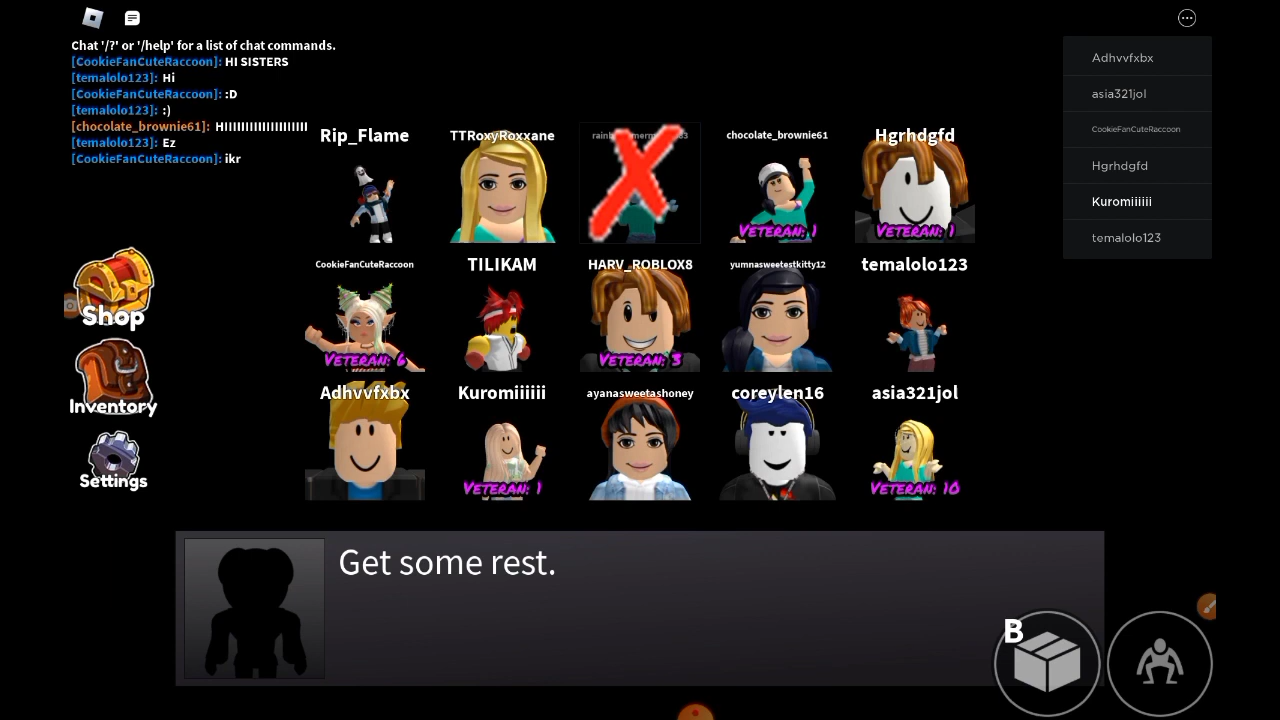 Chat '/?' or '/help' for a list of chat commands.
[CookieFanCuteRaccoon]: HI SISTERS
[temalolo123]: Hi
[CookieFanCuteRaccoon]: :D
[temalolo123]: :)
[chocolate_brownie61]: HIIIIIIIIIIIIIIIIIIII
[temalolo123]: Ez
[CookieFanCuteRaccoon]: ikr
Adhvvfxbx
asia321jol
CookieFanCuteRaccoon
Hgrhdgfd
Kuromiiiiii
temalolo123
Rip_Flame
TTRoxyRoxxane
chocolate_brownie61
VETERAN: 1
Hgrhdgfd
VETERAN: 1
CookieFanCuteRaccoon
VETERAN: 6
TILIKAM
HARV_ROBLOX8
VETERAN: 3
yumnasweetestkitty12
temalolo123
Adhvvfxbx
Kuromiiiiii
VETERAN: 1
ayanasweetashoney
coreylen16
asia321jol
VETERAN: 10
Shop
Inventory
Settings
Get some rest.
B